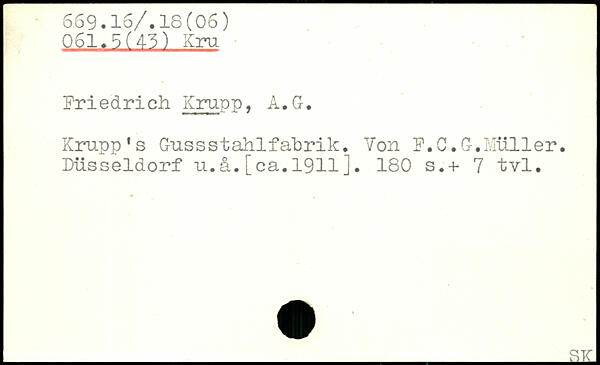 669.16/.18(06)
061.5(43) Kru
Friedrich Krupp, A.G.
Krupp's Gussstahlfabrik. Von F.C.G.Müller.
Düsseldorf u.å.[ca.1911]. 180 s.+ 7 tvl.
SK